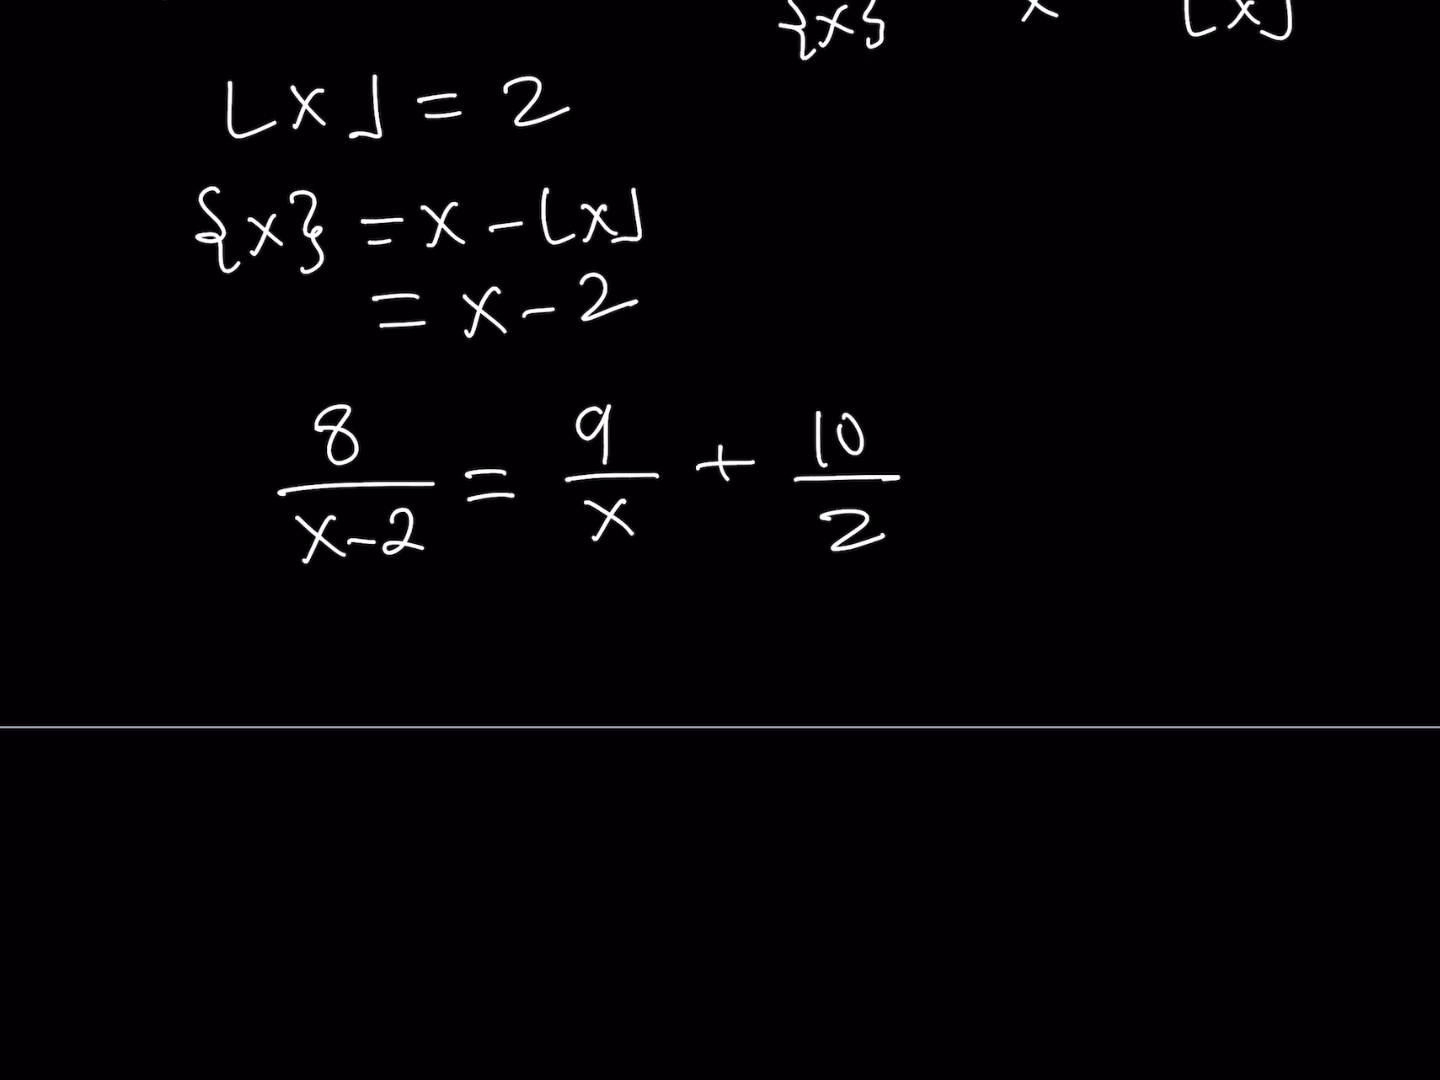 {x} x ⌊x⌋
⌊x⌋ = 2
{x} = x - ⌊x⌋
= x - 2
8/(x-2) = 9/x + 10/2